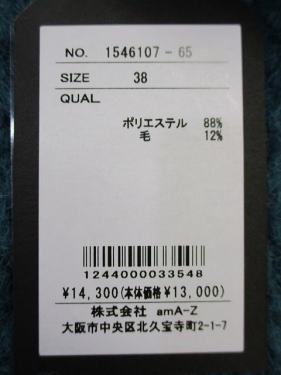 NO. 1546107-65
SIZE 38
QUAL.
ポリエステル 88%
毛 12%
1244000033548
¥14,300(本体価格¥13,000)
株式会社 amA-Z
大阪市中央区北久宝寺町2-1-7